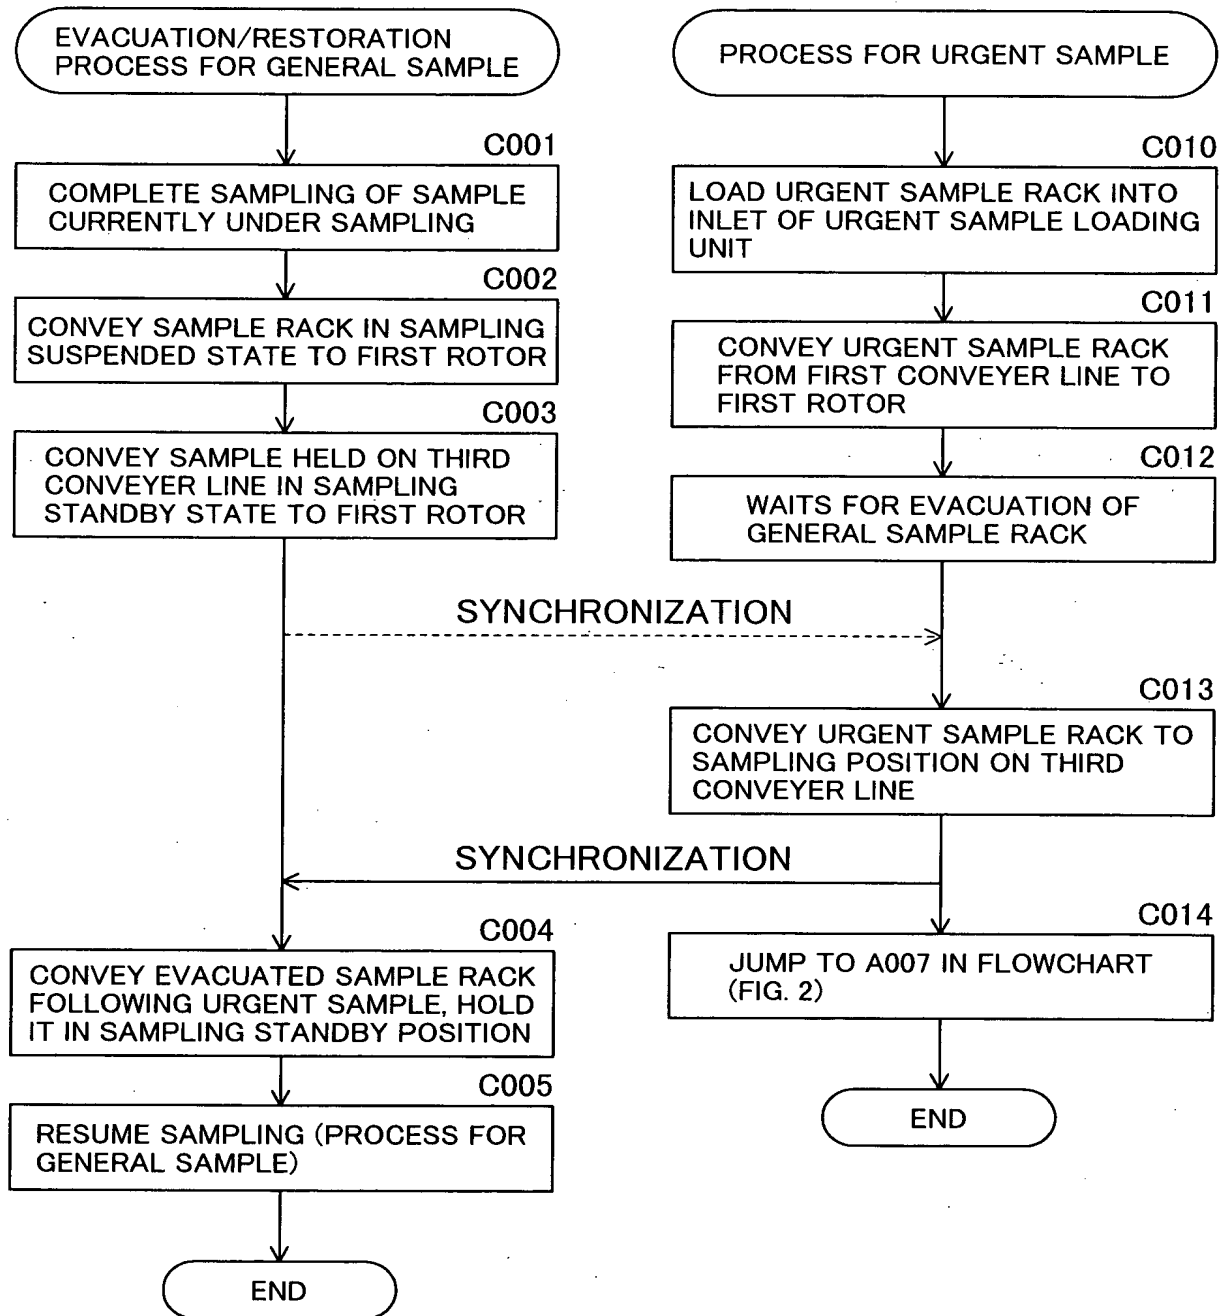 EVACUATION/RESTORATION
PROCESS FOR GENERAL SAMPLE
C001
COMPLETE SAMPLING OF SAMPLE
CURRENTLY UNDER SAMPLING
C002
CONVEY SAMPLE RACK IN SAMPLING
SUSPENDED STATE TO FIRST ROTOR
C003
CONVEY SAMPLE HELD ON THIRD
CONVEYER LINE IN SAMPLING
STANDBY STATE TO FIRST ROTOR
PROCESS FOR URGENT SAMPLE
C010
LOAD URGENT SAMPLE RACK INTO
INLET OF URGENT SAMPLE LOADING
UNIT
C011
CONVEY URGENT SAMPLE RACK
FROM FIRST CONVEYER LINE TO
FIRST ROTOR
C012
WAITS FOR EVACUATION OF
GENERAL SAMPLE RACK
SYNCHRONIZATION
C013
CONVEY URGENT SAMPLE RACK TO
SAMPLING POSITION ON THIRD
CONVEYER LINE
SYNCHRONIZATION
C004
CONVEY EVACUATED SAMPLE RACK
FOLLOWING URGENT SAMPLE, HOLD
IT IN SAMPLING STANDBY POSITION
C005
RESUME SAMPLING (PROCESS FOR
GENERAL SAMPLE)
END
C014
JUMP TO A007 IN FLOWCHART
(FIG. 2)
END